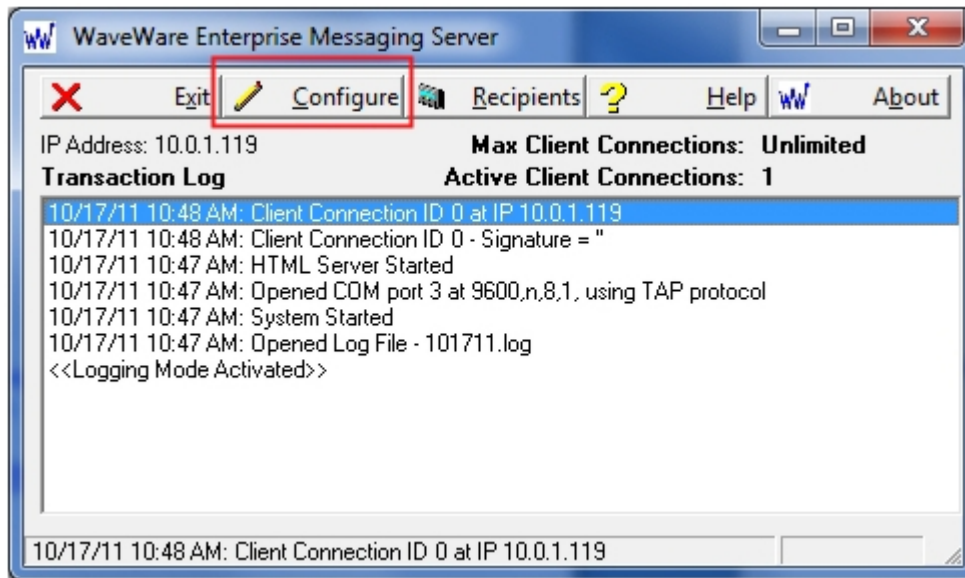 WaveWare Enterprise Messaging Server
Exit Configure Recipients Help About
IP Address: 10.0.1.119 Max Client Connections: Unlimited
Transaction Log Active Client Connections: 1
10/17/11 10:48 AM: Client Connection ID 0 at IP 10.0.1.119
10/17/11 10:48 AM: Client Connection ID 0 - Signature = ''
10/17/11 10:47 AM: HTML Server Started
10/17/11 10:47 AM: Opened COM port 3 at 9600,n,8,1, using TAP protocol
10/17/11 10:47 AM: System Started
10/17/11 10:47 AM: Opened Log File - 101711.log
<<Logging Mode Activated>>
10/17/11 10:48 AM: Client Connection ID 0 at IP 10.0.1.119